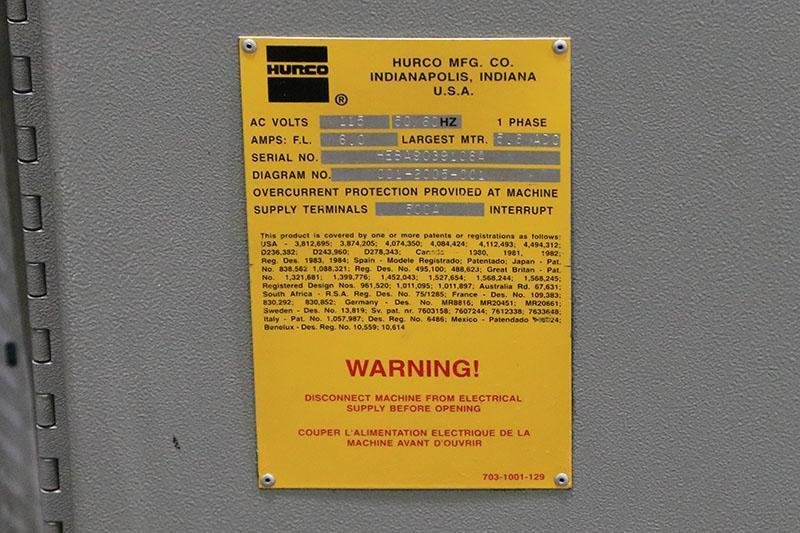 HURCO
®
HURCO MFG. CO.
INDIANAPOLIS, INDIANA
U.S.A.
AC VOLTS 115 50/60HZ 1 PHASE
AMPS: F.L. 6.0 LARGEST MTR.
SERIAL NO.
DIAGRAM NO. 001-2005-001
OVERCURRENT PROTECTION PROVIDED AT MACHINE
SUPPLY TERMINALS 500A INTERRUPT
This product is covered by one or more patents or registrations as follows:
USA - 3,812,695; 3,874,205; 4,074,350; 4,084,424; 4,112,493; 4,494,312;
D236,382; D243,960; D278,343; Canada 1980, 1981, 1982;
Reg. Des. 1983, 1984; Spain - Modele Registrado; Patentado; Japan - Pat.
No. 838,562 1,088,321; Reg. Des. No. 495,100; 488,623; Great Britan - Pat.
No. 1,321,681; 1,399,776; 1,452,043; 1,527,654; 1,568,244; 1,568,245;
Registered Design Nos. 961,520; 1,011,095; 1,011,897; Australia Rd. 67,631;
South Africa - R.S.A. Reg. Des. No. 75/1285; France - Des. No. 109,383;
830,292; 830,852; Germany - Des. No. MR8816; MR20451; MR20661;
Sweden - Des. No. 13,819; Sv. pat. nr. 7603158; 7607244; 7612338; 7633648;
Italy - Pat. No. 1,057,987; Des. Reg. No. 6486; Mexico - Patendado
Benelux - Des. Reg. No. 10,559; 10,614
WARNING!
DISCONNECT MACHINE FROM ELECTRICAL
SUPPLY BEFORE OPENING
COUPER L'ALIMENTATION ELECTRIQUE DE LA
MACHINE AVANT D'OUVRIR
703-1001-129